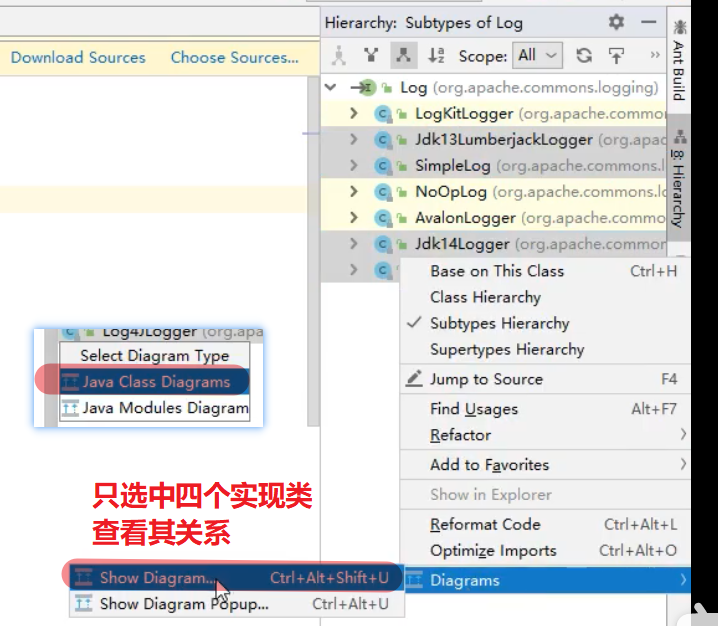 Hierarchy: Subtypes of Log
Download Sources Choose Sources...
Scope: All
Log (org.apache.commons.logging)
LogKitLogger (org.apache.commor
Jdk13LumberjackLogger (org.apac
SimpleLog (org.apache.commons.l
NoOpLog (org.apache.commons.lo
AvalonLogger (org.apache.commo
Jdk14Logger (org.apache.commor
Ant Build
8: Hierarchy
Base on This Class Ctrl+H
Class Hierarchy
Subtypes Hierarchy
Supertypes Hierarchy
Jump to Source F4
Find Usages Alt+F7
Refactor
Add to Favorites
Show in Explorer
Reformat Code Ctrl+Alt+L
Optimize Imports Ctrl+Alt+O
Diagrams
Log4JLogger (org.apa
Select Diagram Type
Java Class Diagrams
Java Modules Diagram
只选中四个实现类
查看其关系
Show Diagram... Ctrl+Alt+Shift+U
Show Diagram Popup... Ctrl+Alt+U